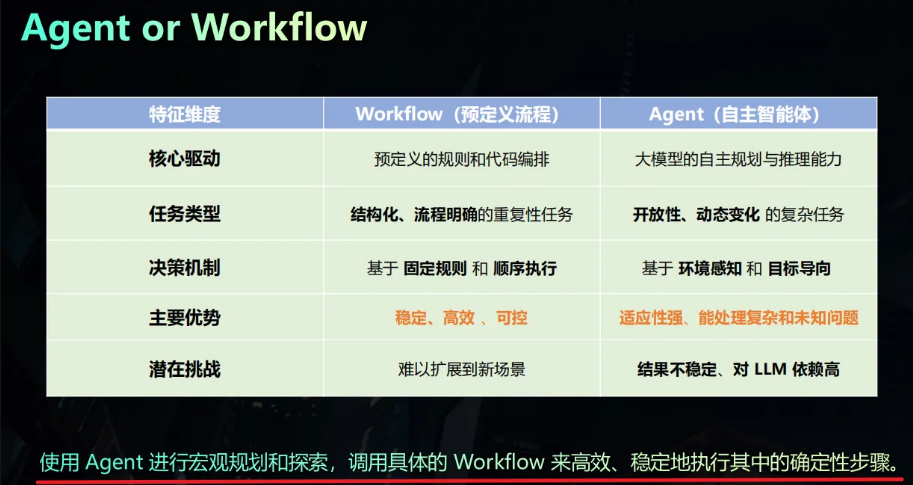 Agent or Workflow
特征维度 Workflow（预定义流程） Agent（自主智能体）
核心驱动 预定义的规则和代码编排 大模型的自主规划与推理能力
任务类型 结构化、流程明确的重复性任务 开放性、动态变化 的复杂任务
决策机制 基于 固定规则 和 顺序执行 基于 环境感知 和 目标导向
主要优势 稳定、高效 、可控 适应性强、能处理复杂和未知问题
潜在挑战 难以扩展到新场景 结果不稳定、对 LLM 依赖高
使用 Agent 进行宏观规划和探索，调用具体的 Workflow 来高效、稳定地执行其中的确定性步骤。